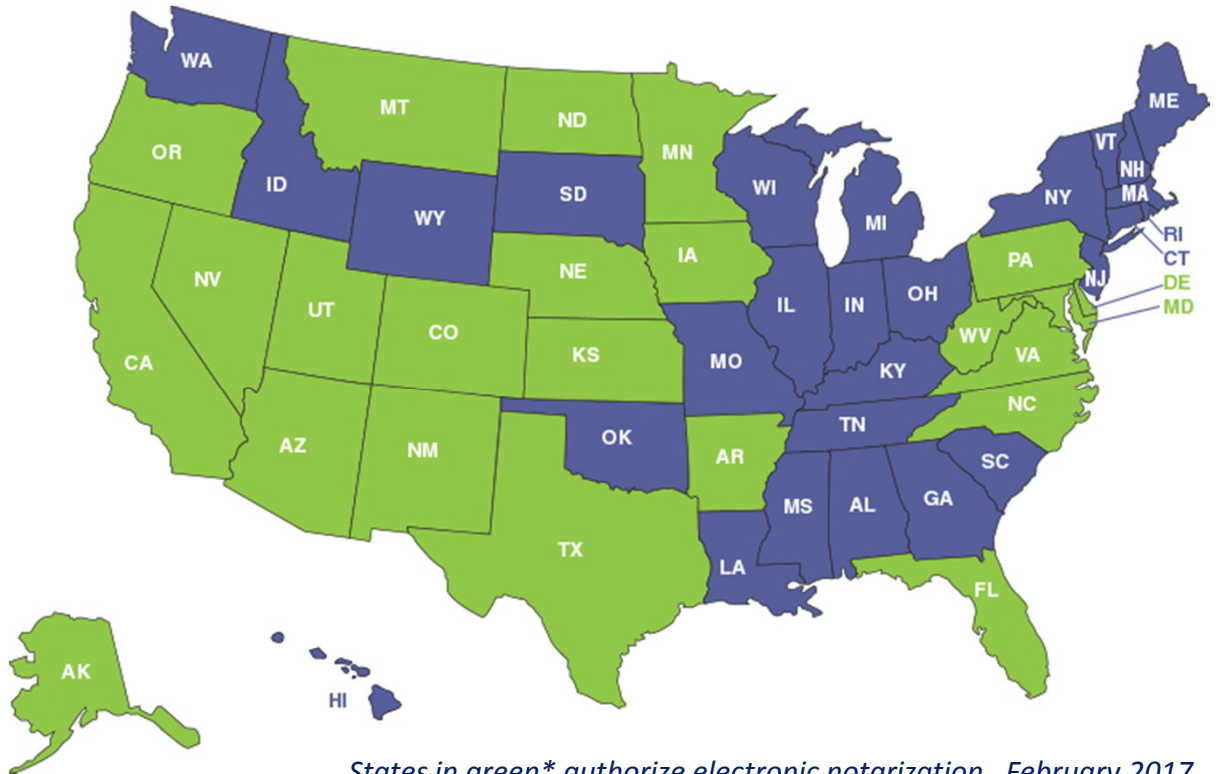 WA
MT
ND
MN
OR
ID
WY
SD
WI
MI
NY
VT
NH
ME
MA
RI
CT
NJ
DE
MD
PA
CA
NV
UT
CO
NE
IA
KS
MO
IL
IN
OH
WV
VA
KY
NC
TN
SC
AZ
NM
OK
AR
TX
LA
MS
AL
GA
FL
AK
HI
States in green* authorize electronic notarization. February 2017